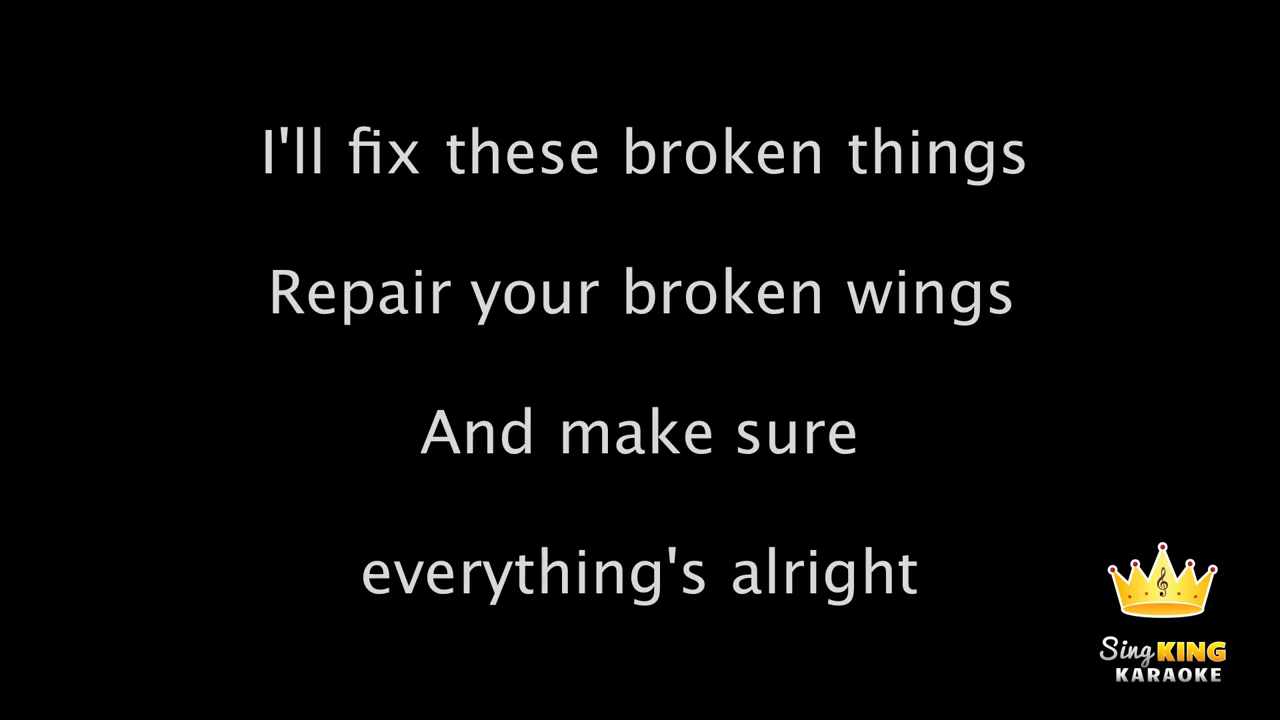 I'll fix these broken things
Repair your broken wings
And make sure
everything's alright
Sing KING
KARAOKE